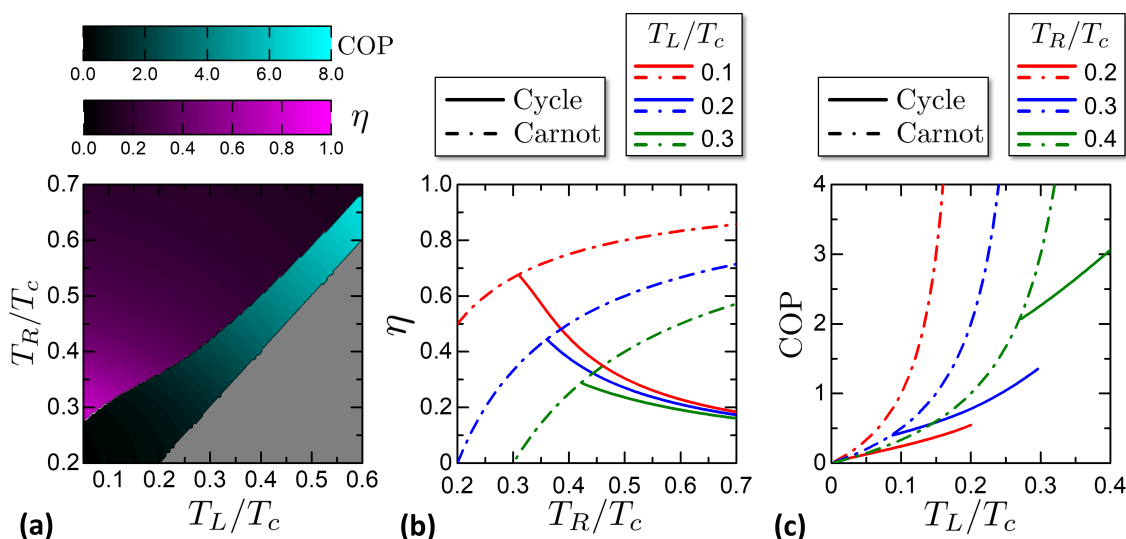 COP
0.0 2.0 4.0 6.0 8.0
η
0.0 0.2 0.4 0.6 0.8 1.0
0.7
0.6
0.5
0.4
0.3
0.2
T_R/T_c
0.1 0.2 0.3 0.4 0.5 0.6
T_L/T_c
(a)
Cycle
Carnot
T_L/T_c
0.1
0.2
0.3
1.0
0.8
0.6
0.4
0.2
0
η
0.2 0.3 0.4 0.5 0.6 0.7
T_R/T_c
(b)
Cycle
Carnot
T_R/T_c
0.2
0.3
0.4
4
3
2
1
0
COP
0 0.1 0.2 0.3 0.4
T_L/T_c
(c)